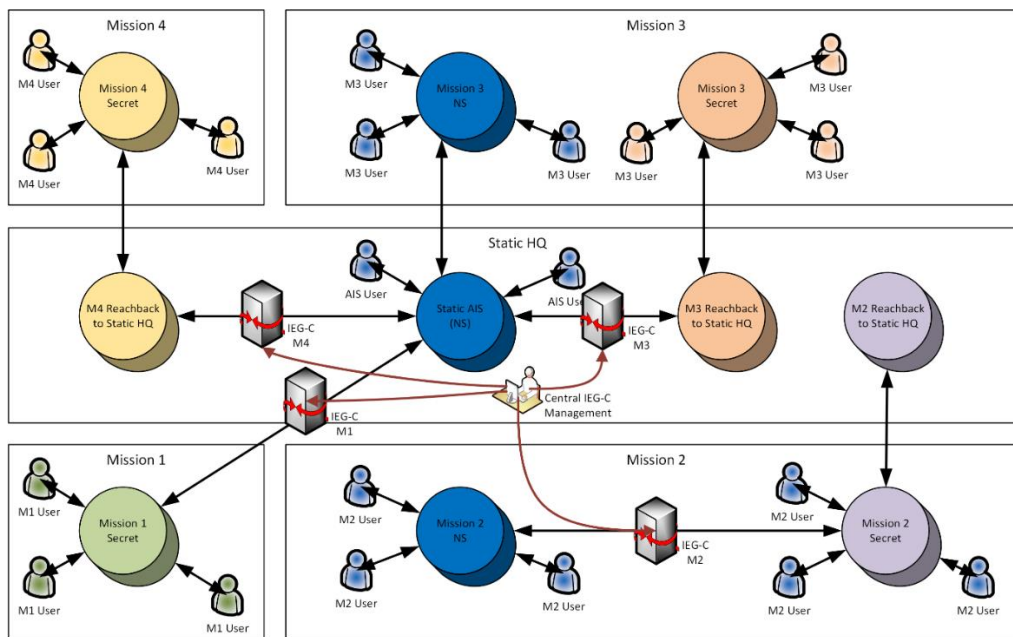 Mission 4
M4 User
Mission 4
Secret
M4 User
M4 User
Mission 3
M3 User
Mission 3
NS
M3 User
M3 User
Mission 3
Secret
M3 User
M3 User
M3 User
Static HQ
M4 Reachback
to Static HQ
IEG-C
M4
AIS User
Static AIS
(NS)
AIS Use
IEG-C
M3
M3 Reachback
to Static HQ
M2 Reachback
to Static HQ
IEG-C
M1
Central IEG-C
Management
Mission 1
M1 User
Mission 1
Secret
M1 User
M1 User
Mission 2
M2 User
Mission 2
NS
M2 User
M2 User
IEG-C
M2
M2 User
Mission 2
Secret
M2 User
M2 User